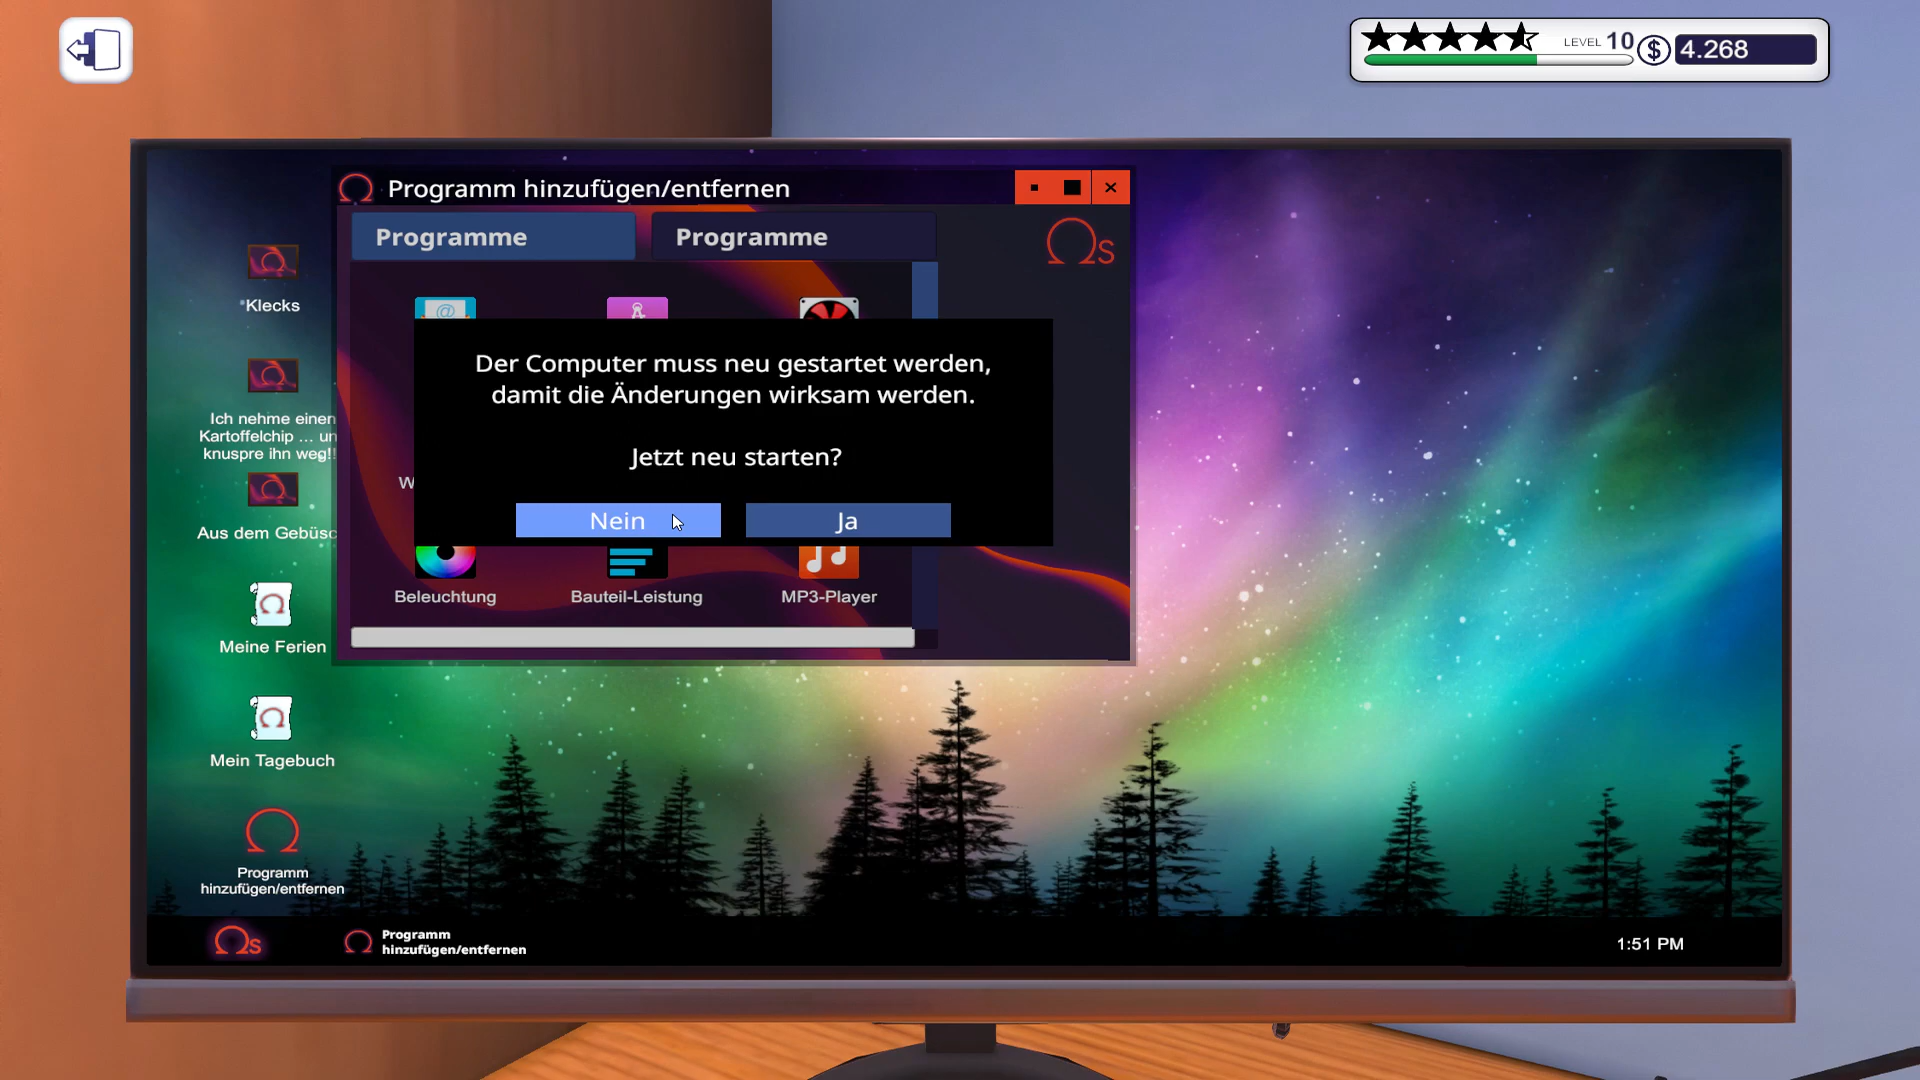 LEVEL 10
$ 4.268
Programm hinzufügen/entfernen
Programme
Programme
Ωs
Klecks
Ich nehme einen
Kartoffelchip ... un
knuspre ihn weg!!
Aus dem Gebüsc
Meine Ferien
Mein Tagebuch
Programm
hinzufügen/entfernen
Der Computer muss neu gestartet werden,
damit die Änderungen wirksam werden.
Jetzt neu starten?
Nein
Ja
W
Beleuchtung
Bauteil-Leistung
MP3-Player
Ωs
Programm
hinzufügen/entfernen
1:51 PM